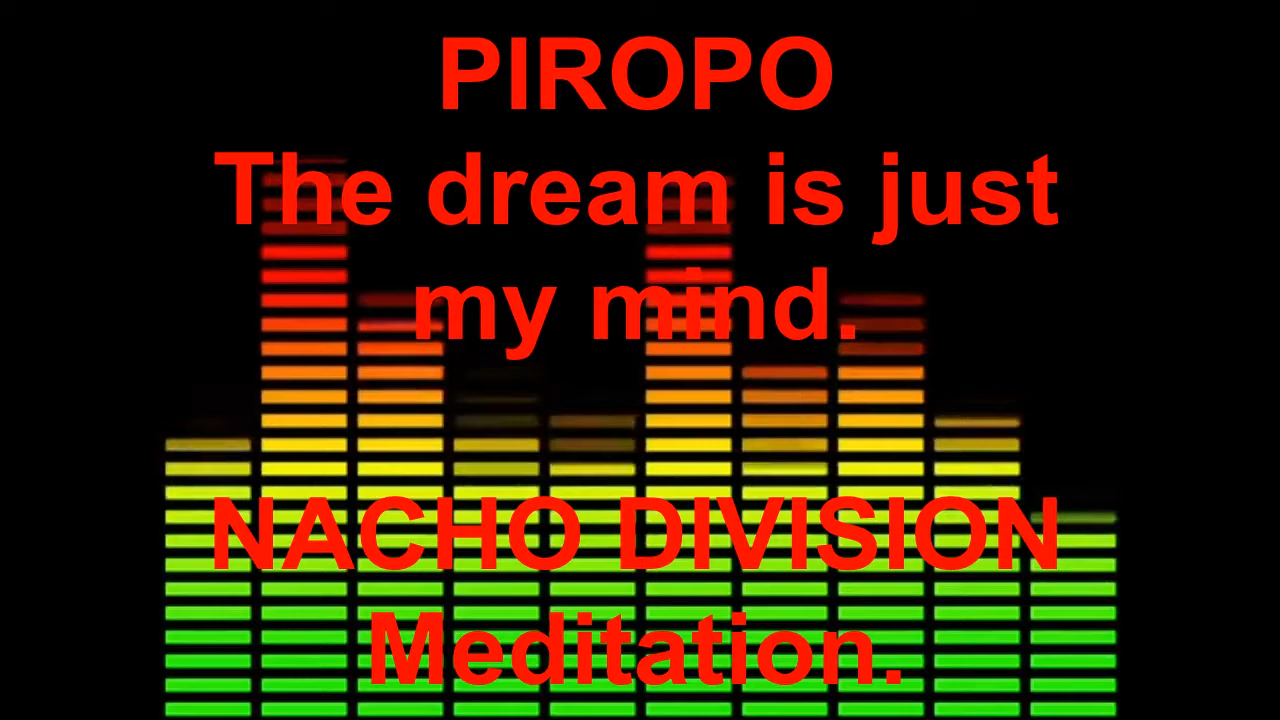 PIROPO
The dream is just
my mind.
NACHO DIVISION
Meditation.